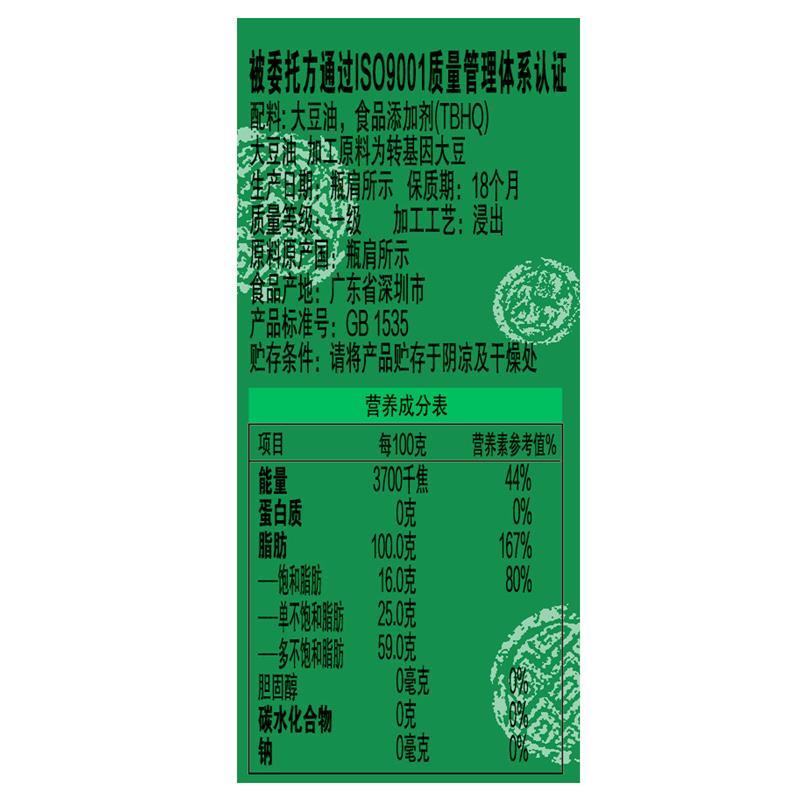 被委托方通过ISO9001质量管理体系认证
配料：大豆油，食品添加剂(TBHQ)
大豆油 加工原料为转基因大豆
生产日期：瓶肩所示 保质期：18个月
质量等级：一级 加工工艺：浸出
原料原产国：瓶肩所示
食品产地：广东省深圳市
产品标准号：GB 1535
贮存条件：请将产品贮存于阴凉及干燥处
营养成分表
项目 每100克 营养素参考值%
能量 3700千焦 44%
蛋白质 0克 0%
脂肪 100.0克 167%
—饱和脂肪 16.0克 80%
—单不饱和脂肪 25.0克
—多不饱和脂肪 59.0克
胆固醇 0毫克 0%
碳水化合物 0克 0%
钠 0毫克 0%